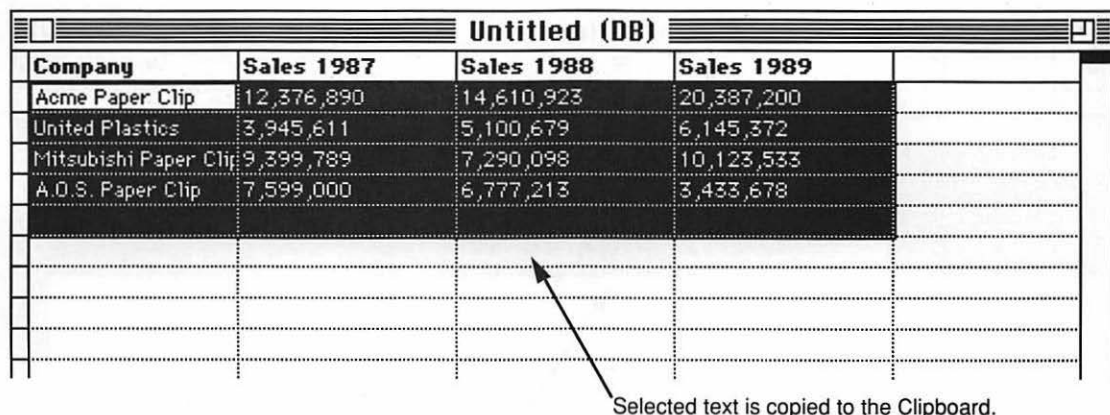 Untitled (DB)
Company Sales 1987 Sales 1988 Sales 1989
Acme Paper Clip 12,376,890 14,610,923 20,387,200
United Plastics 3,945,611 5,100,679 6,145,372
Mitsubishi Paper Clip 9,399,789 7,290,098 10,123,533
A.O.S. Paper Clip 7,599,000 6,777,213 3,433,678
Selected text is copied to the Clipboard.